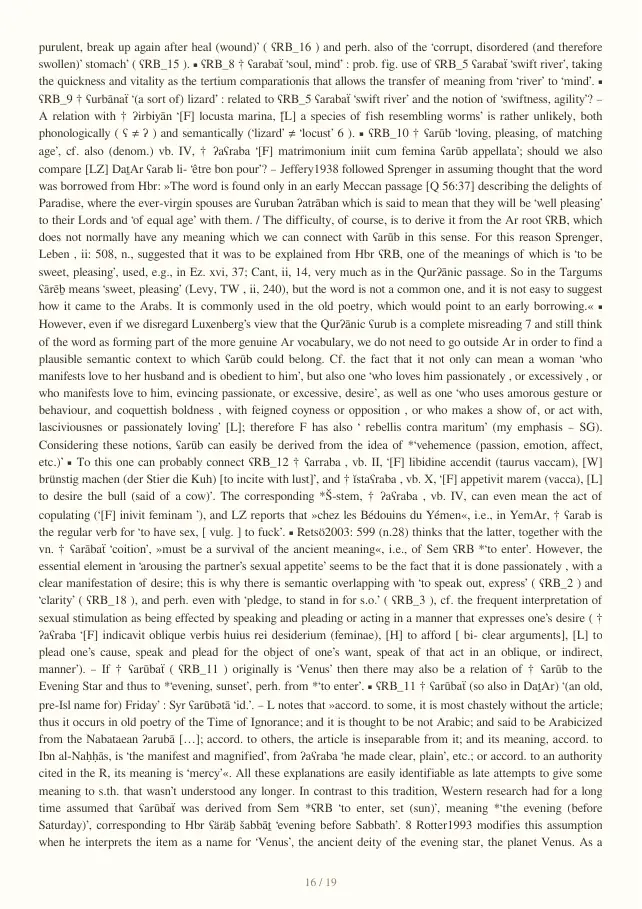 purulent, break up again after heal (wound)’ ( ʕRB_16 ) and perh. also of the ‘corrupt, disordered (and therefore
swollen)’ stomach’ ( ʕRB_15 ). ▪ ʕRB_8 † ʕarabaẗ ‘soul, mind’ : prob. fig. use of ʕRB_5 ʕarabaẗ ‘swift river’, taking
the quickness and vitality as the tertium comparationis that allows the transfer of meaning from ‘river’ to ‘mind’. ▪
ʕRB_9 † ʕurbānaẗ ‘(a sort of) lizard’ : related to ʕRB_5 ʕarabaẗ ‘swift river’ and the notion of ‘swiftness, agility’? –
A relation with † ʔirbiyān ‘[F] locusta marina, [L] a species of fish resembling worms’ is rather unlikely, both
phonologically ( ʕ ≠ ʔ ) and semantically (‘lizard’ ≠ ‘locust’ 6 ). ▪ ʕRB_10 † ʕarūb ‘loving, pleasing, of matching
age’, cf. also (denom.) vb. IV, † ʔaʕraba ‘[F] matrimonium iniit cum femina ʕarūb appellata’; should we also
compare [LZ] DaṯAr ʕarab li- ‘être bon pour’? – Jeffery1938 followed Sprenger in assuming thought that the word
was borrowed from Hbr: »The word is found only in an early Meccan passage [Q 56:37] describing the delights of
Paradise, where the ever-virgin spouses are ʕuruban ʔatrāban which is said to mean that they will be ‘well pleasing’
to their Lords and ‘of equal age’ with them. / The difficulty, of course, is to derive it from the Ar root ʕRB, which
does not normally have any meaning which we can connect with ʕarūb in this sense. For this reason Sprenger,
Leben , ii: 508, n., suggested that it was to be explained from Hbr ʕRB, one of the meanings of which is ‘to be
sweet, pleasing’, used, e.g., in Ez. xvi, 37; Cant, ii, 14, very much as in the Qurʔānic passage. So in the Targums
ʕārēḇ means ‘sweet, pleasing’ (Levy, TW , ii, 240), but the word is not a common one, and it is not easy to suggest
how it came to the Arabs. It is commonly used in the old poetry, which would point to an early borrowing.« ▪
However, even if we disregard Luxenberg’s view that the Qurʔānic ʕurub is a complete misreading 7 and still think
of the word as forming part of the more genuine Ar vocabulary, we do not need to go outside Ar in order to find a
plausible semantic context to which ʕarūb could belong. Cf. the fact that it not only can mean a woman ‘who
manifests love to her husband and is obedient to him’, but also one ‘who loves him passionately , or excessively , or
who manifests love to him, evincing passionate, or excessive, desire’, as well as one ‘who uses amorous gesture or
behaviour, and coquettish boldness , with feigned coyness or opposition , or who makes a show of, or act with,
lasciviousnes or passionately loving’ [L]; therefore F has also ‘ rebellis contra maritum’ (my emphasis – SG).
Considering these notions, ʕarūb can easily be derived from the idea of *‘vehemence (passion, emotion, affect,
etc.)’ ▪ To this one can probably connect ʕRB_12 † ʕarraba , vb. II, ‘[F] libidine accendit (taurus vaccam), [W]
brünstig machen (der Stier die Kuh) [to incite with lust]’, and † ĭstaʕraba , vb. X, ‘[F] appetivit marem (vacca), [L]
to desire the bull (said of a cow)’. The corresponding *Š-stem, † ʔaʕraba , vb. IV, can even mean the act of
copulating (‘[F] inivit feminam ’), and LZ reports that »chez les Bédouins du Yémen«, i.e., in YemAr, † ʕarab is
the regular verb for ‘to have sex, [ vulg. ] to fuck’. ▪ Retsö2003: 599 (n.28) thinks that the latter, together with the
vn. † ʕarābaẗ ‘coition’, »must be a survival of the ancient meaning«, i.e., of Sem ʕRB *‘to enter’. However, the
essential element in ‘arousing the partner’s sexual appetite’ seems to be the fact that it is done passionately , with a
clear manifestation of desire; this is why there is semantic overlapping with ‘to speak out, express’ ( ʕRB_2 ) and
‘clarity’ ( ʕRB_18 ), and perh. even with ‘pledge, to stand in for s.o.’ ( ʕRB_3 ), cf. the frequent interpretation of
sexual stimulation as being effected by speaking and pleading or acting in a manner that expresses one’s desire ( †
ʔaʕraba ‘[F] indicavit oblique verbis huius rei desiderium (feminae), [H] to afford [ bi- clear arguments], [L] to
plead one’s cause, speak and plead for the object of one’s want, speak of that act in an oblique, or indirect,
manner’). – If † ʕarūbaẗ ( ʕRB_11 ) originally is ‘Venus’ then there may also be a relation of † ʕarūb to the
Evening Star and thus to *‘evening, sunset’, perh. from *‘to enter’. ▪ ʕRB_11 † ʕarūbaẗ (so also in DaṯAr) ‘(an old,
pre-Isl name for) Friday’ : Syr ʕarūbətā ‘id.’. – L notes that »accord. to some, it is most chastely without the article;
thus it occurs in old poetry of the Time of Ignorance; and it is thought to be not Arabic; and said to be Arabicized
from the Nabataean ʔarubā […]; accord. to others, the article is inseparable from it; and its meaning, accord. to
Ibn al-Naḥḥās, is ‘the manifest and magnified’, from ʔaʕraba ‘he made clear, plain’, etc.; or accord. to an authority
cited in the R, its meaning is ‘mercy’«. All these explanations are easily identifiable as late attempts to give some
meaning to s.th. that wasn’t understood any longer. In contrast to this tradition, Western research had for a long
time assumed that ʕarūbaẗ was derived from Sem *ʕRB ‘to enter, set (sun)’, meaning *‘the evening (before
Saturday)’, corresponding to Hbr ʕäräḇ šabbāṯ ‘evening before Sabbath’. 8 Rotter1993 modifies this assumption
when he interprets the item as a name for ‘Venus’, the ancient deity of the evening star, the planet Venus. As a
16 / 19